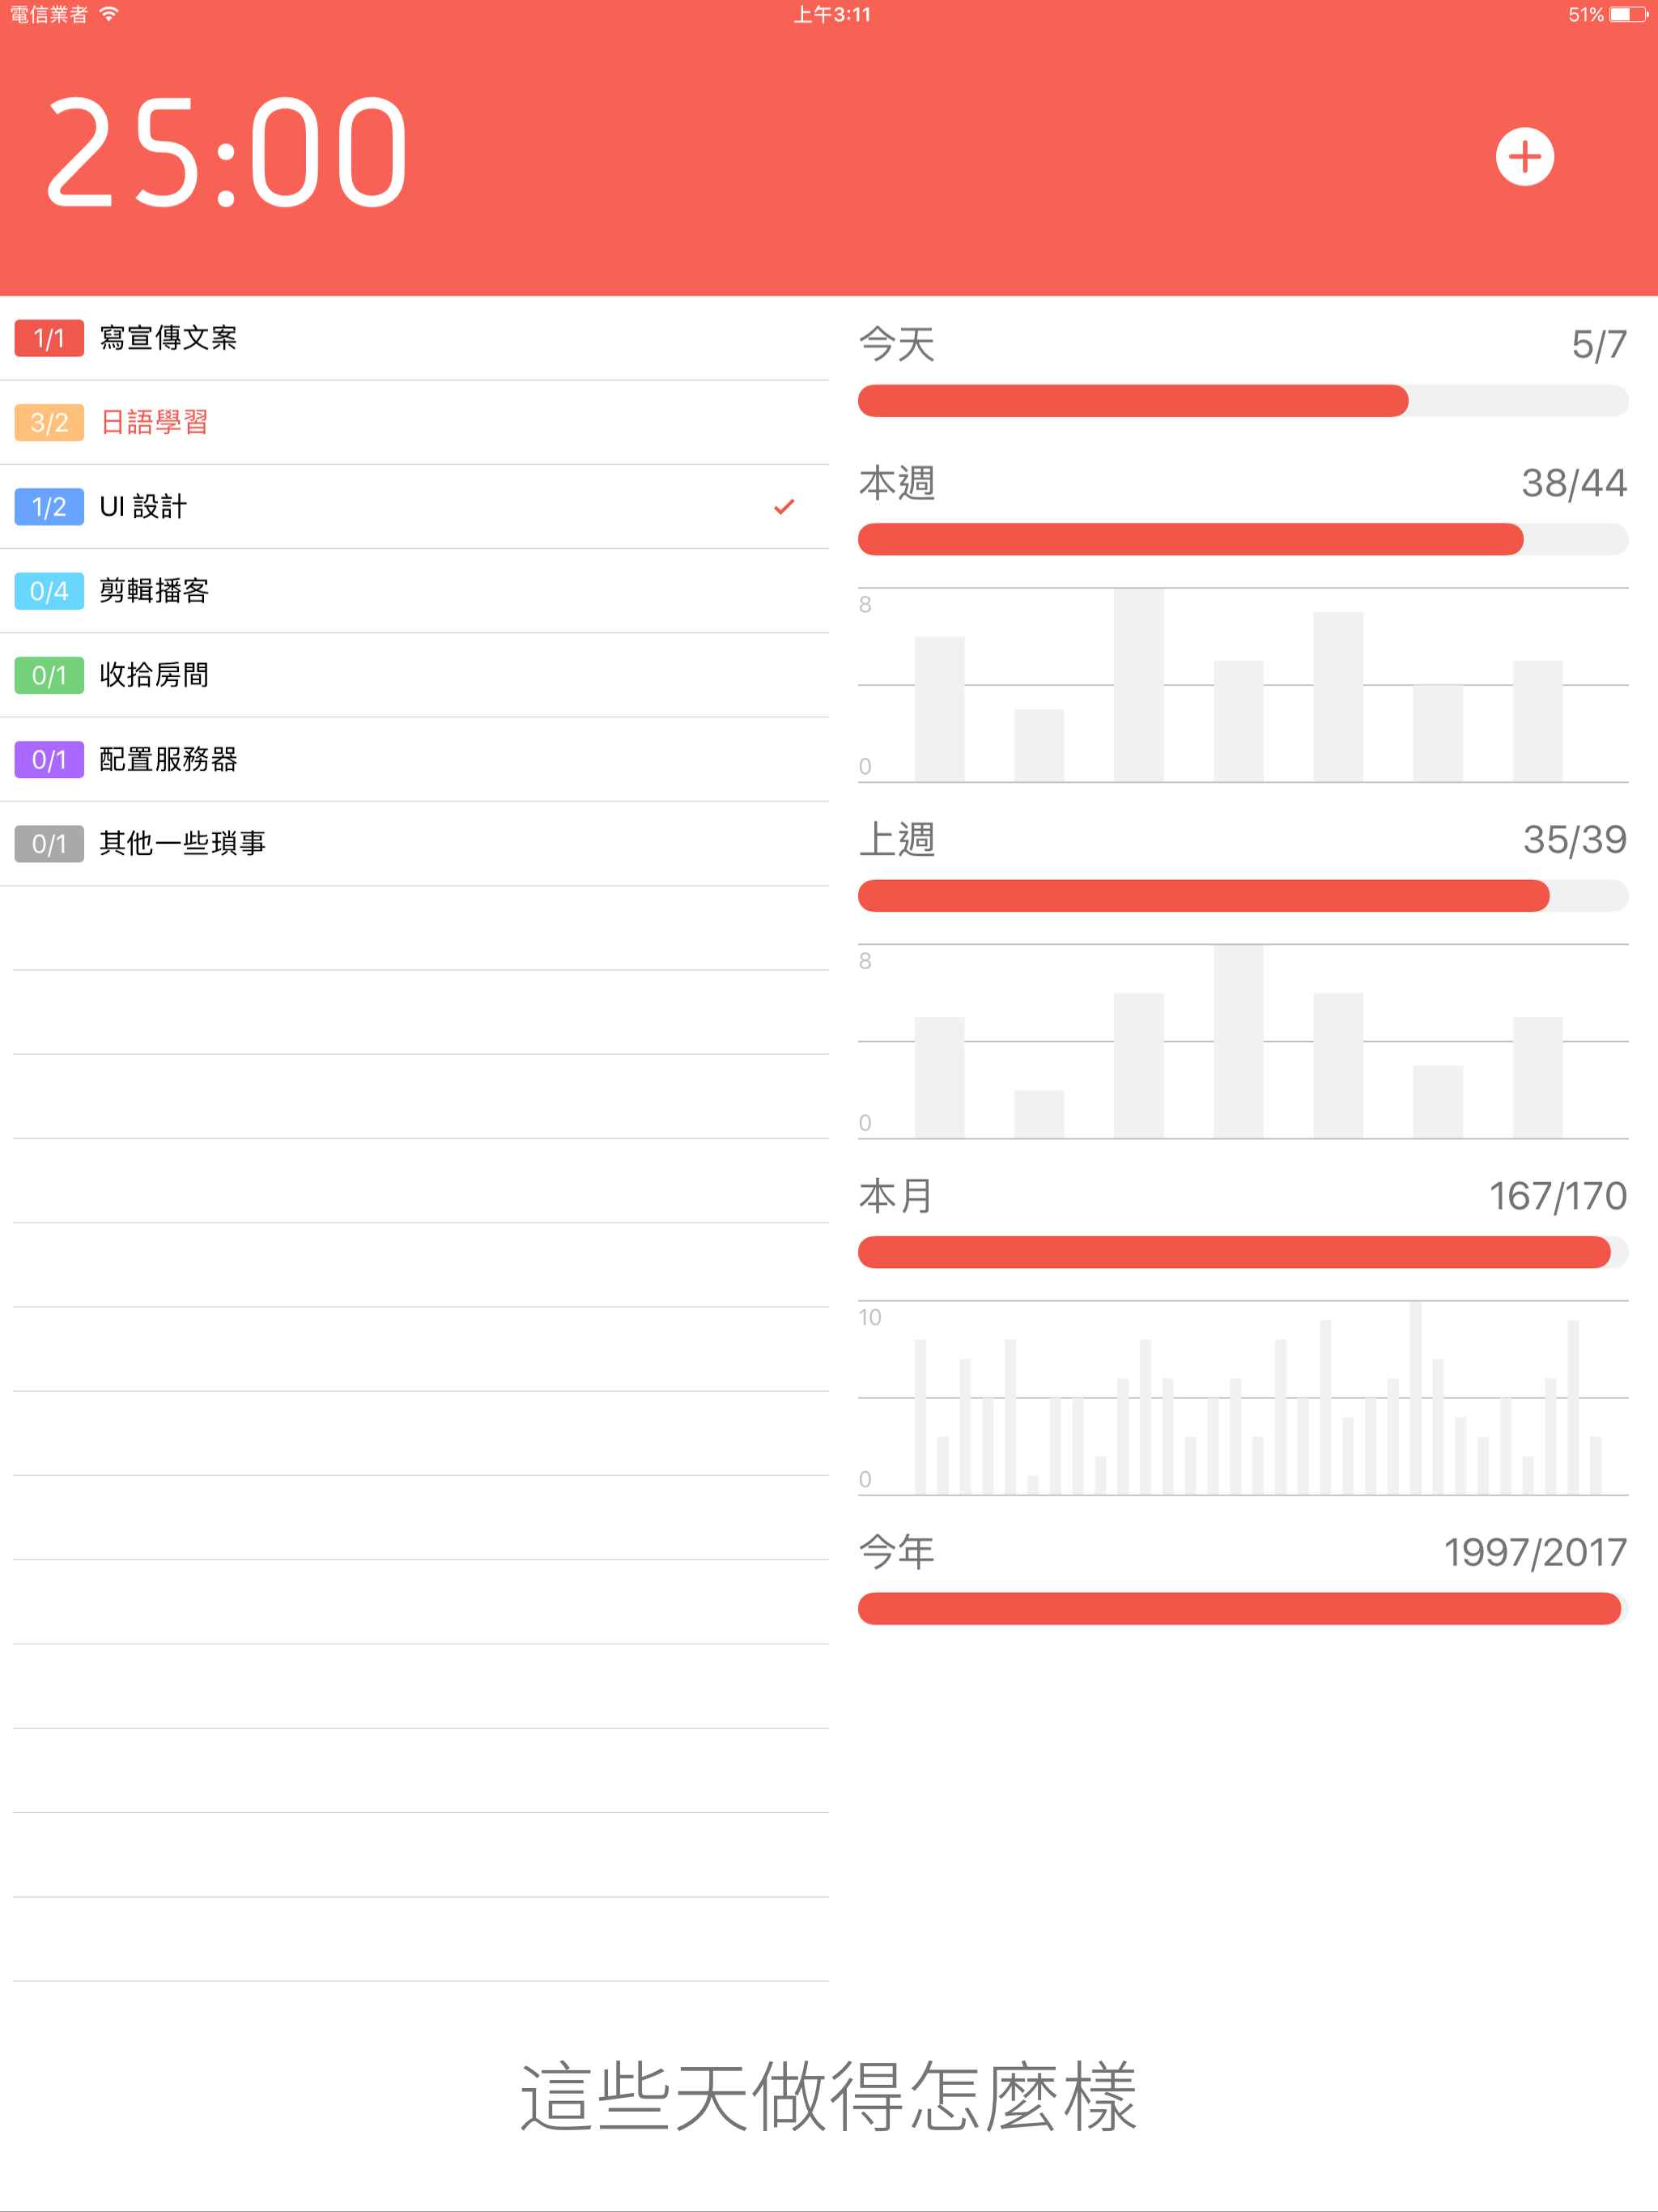 電信業者 上午3:11 51%
25:00
1/1 寫宣傳文案
3/2 日語學習
1/2 UI 設計
0/4 剪輯播客
0/1 收拾房間
0/1 配置服務器
0/1 其他一些瑣事
今天 5/7
本週 38/44
8
0
上週 35/39
8
0
本月 167/170
10
0
今年 1997/2017
這些天做得怎麼樣